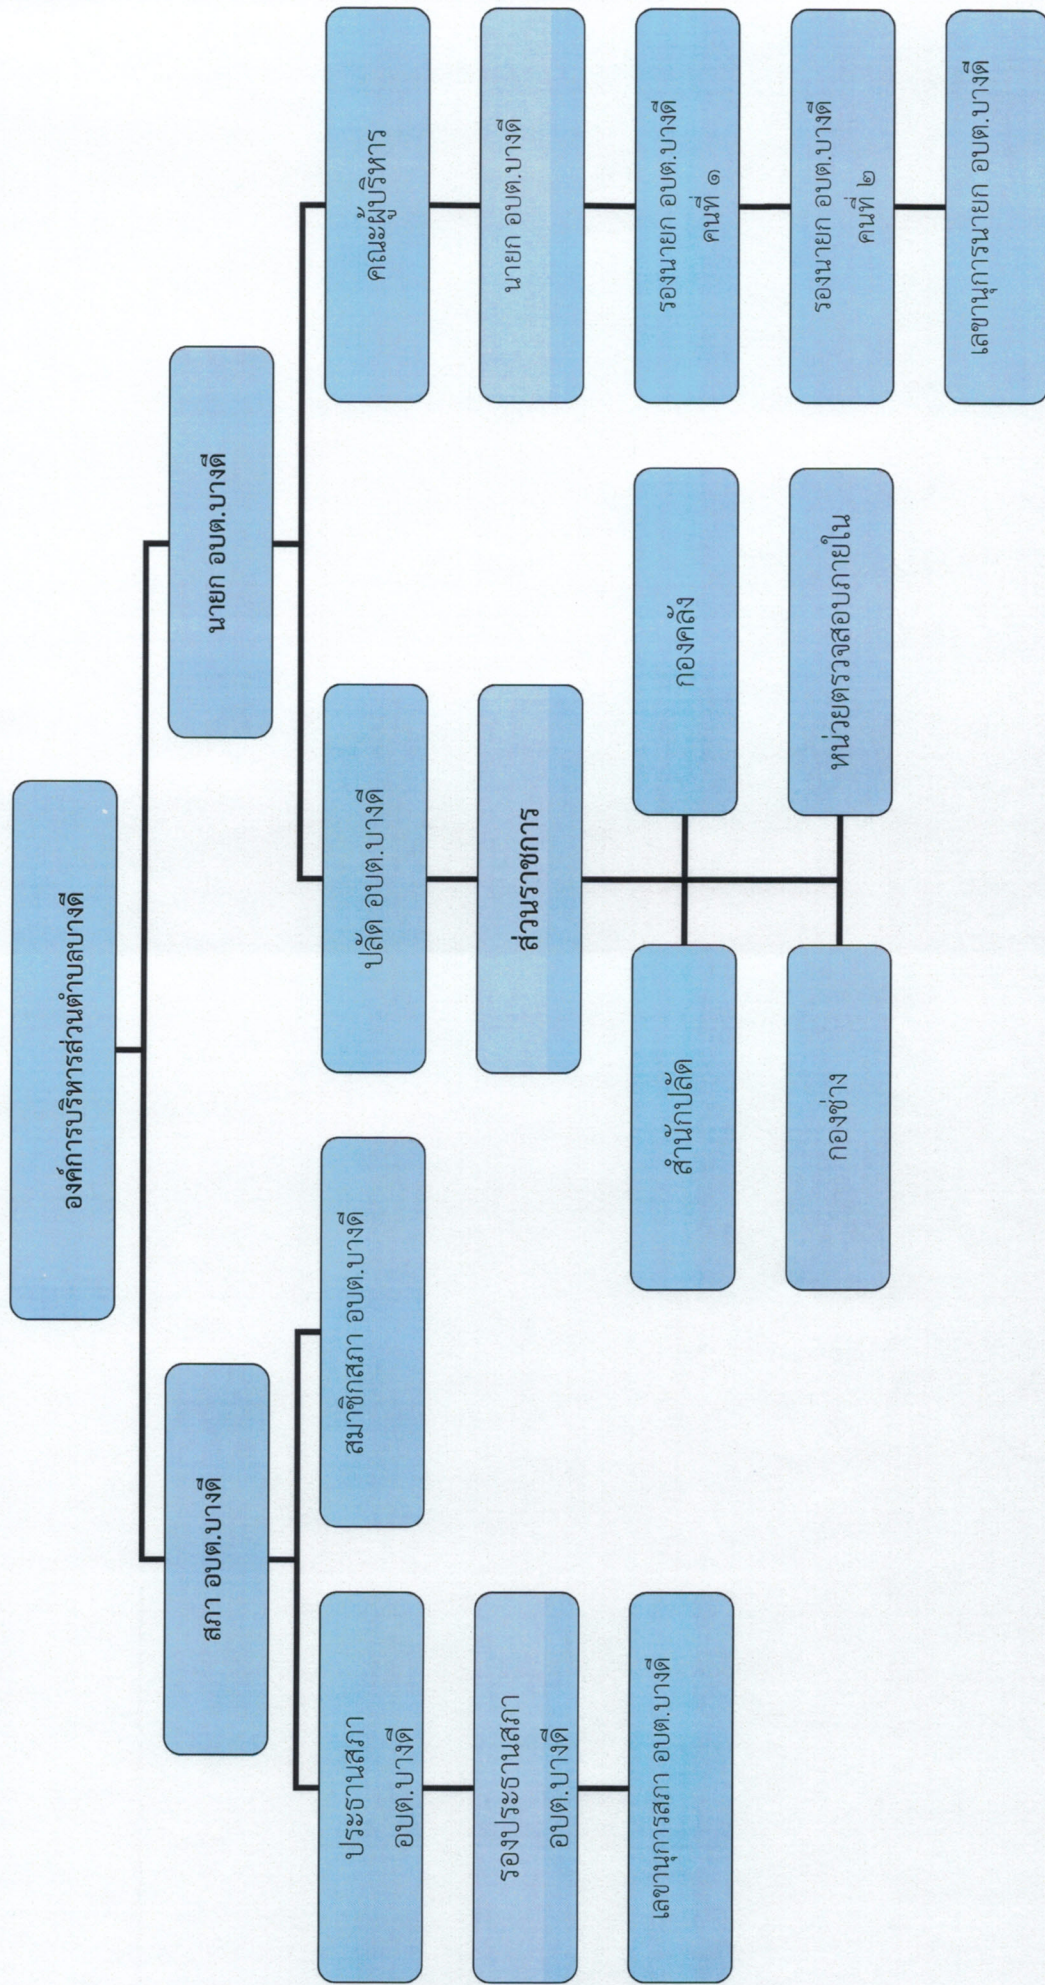 องค์การบริหารส่วนตำบลบางดี
สภา อบต.บางดี
นายก อบต.บางดี
ประธานสภา
อบต.บางดี
สมาชิกสภา อบต.บางดี
ปลัด อบต.บางดี
คณะผู้บริหาร
รองประธานสภา
อบต.บางดี
ส่วนราชการ
นายก อบต.บางดี
เลขานุการสภา อบต.บางดี
สำนักปลัด
กองคลัง
รองนายก อบต.บางดี
คนที่ ๑
กองช่าง
หน่วยตรวจสอบภายใน
รองนายก อบต.บางดี
คนที่ ๒
เลขานุการนายก อบต.บางดี